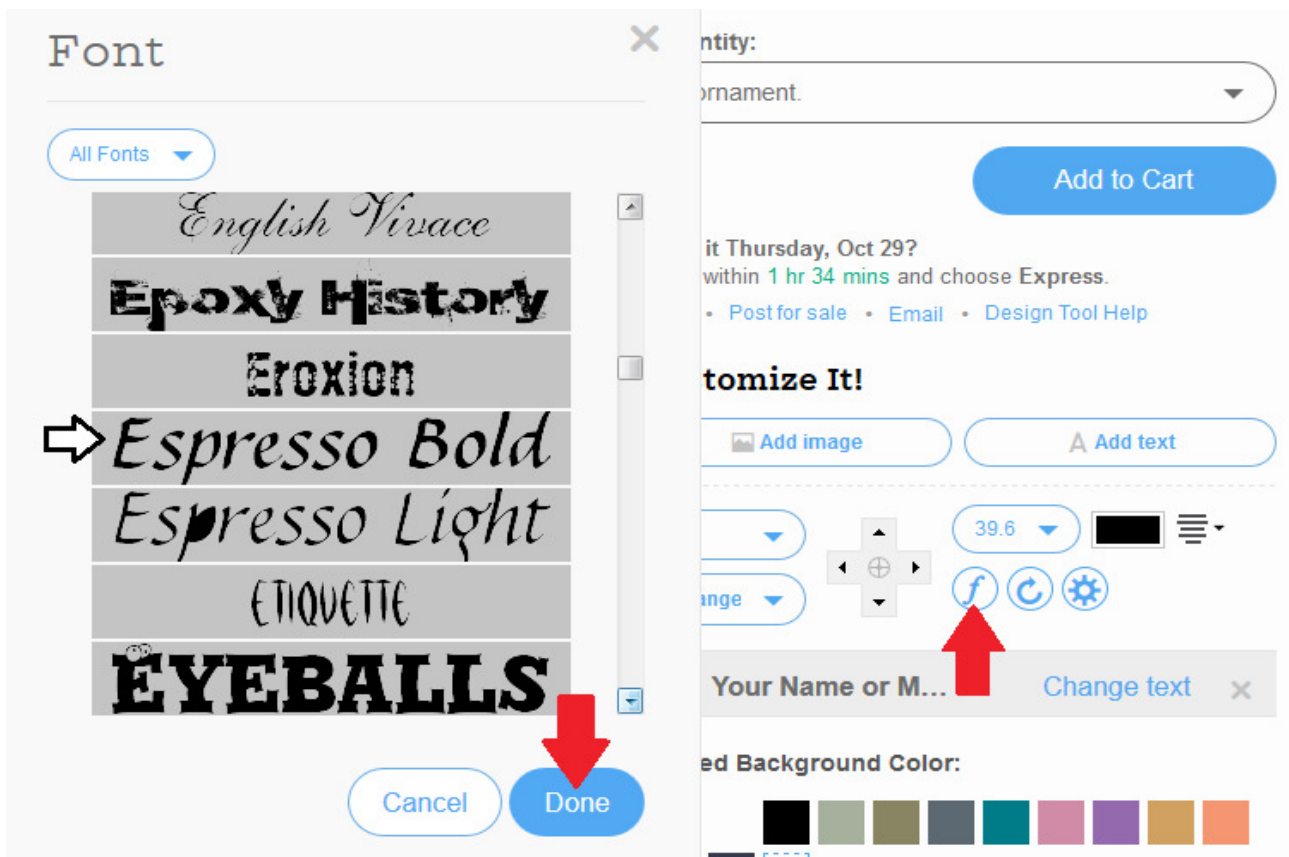 Font
All Fonts
English Vivace
Epoxy History
Eroxion
Espresso Bold
Espresso Light
ETIQUETTE
EYEBALLS
Cancel Done
ntity:
ornament.
Add to Cart
it Thursday, Oct 29?
within 1 hr 34 mins and choose Express.
• Post for sale • Email • Design Tool Help
tomize It!
Add image A Add text
39.6
ange f
Your Name or M... Change text
ed Background Color: